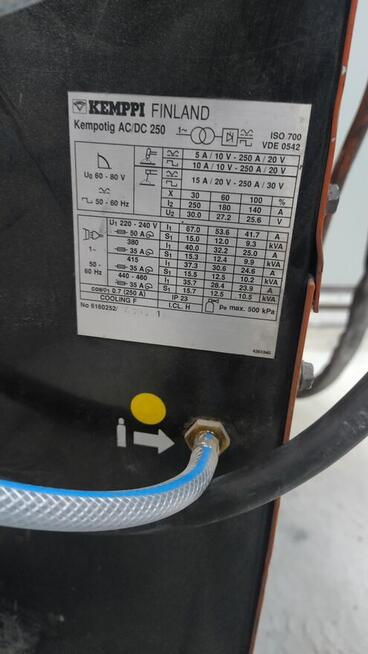 KEMPPI FINLAND
Kempotig AC/DC 250
1~
ISO 700
VDE 0542
5 A / 10 V - 250 A / 20 V
10 A / 10 V - 250 A / 20 V
U0 60 - 80 V
15 A / 20 V - 250 A / 30 V
50 - 60 Hz
X 30 60 100 %
I2 250 180 140 A
U2 30.0 27.2 25.6 V
U1 220 - 240 V I1 67.0 53.6 41.7 A
50 A S1 15.0 12.0 9.3 kVA
380 I1 40.0 32.2 25.0 A
1~ 35 A S1 15.3 12.4 9.9 kVA
415 I1 37.3 30.6 24.6 A
50 - 60 Hz 35 A S1 15.5 12.5 10.2 kVA
440 - 460 I1 35.7 28.4 23.9 A
35 A S1 15.7 12.5 10.5 kVA
cosφ1 0.7 (250 A) IP 23
COOLING F I.CL. H pe max. 500 kPa
No 6160252/
4261940